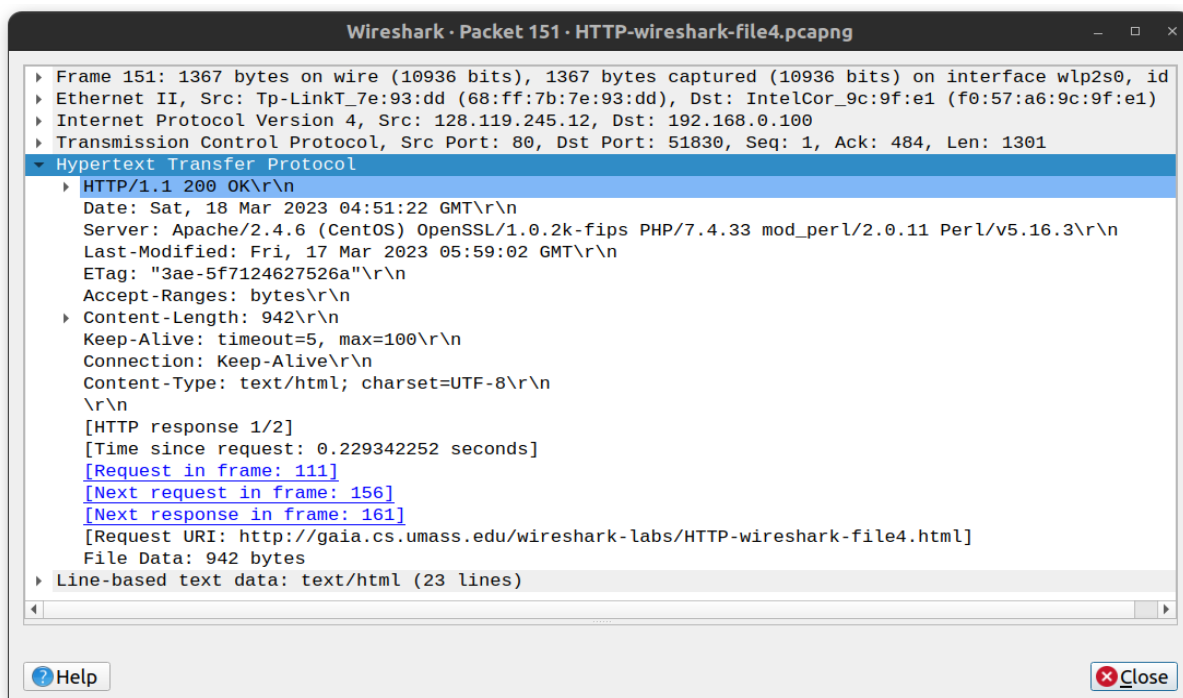 Wireshark · Packet 151 · HTTP-wireshark-file4.pcapng
Frame 151: 1367 bytes on wire (10936 bits), 1367 bytes captured (10936 bits) on interface wlp2s0, id
Ethernet II, Src: Tp-LinkT_7e:93:dd (68:ff:7b:7e:93:dd), Dst: IntelCor_9c:9f:e1 (f0:57:a6:9c:9f:e1)
Internet Protocol Version 4, Src: 128.119.245.12, Dst: 192.168.0.100
Transmission Control Protocol, Src Port: 80, Dst Port: 51830, Seq: 1, Ack: 484, Len: 1301
Hypertext Transfer Protocol
HTTP/1.1 200 OK\r\n
Date: Sat, 18 Mar 2023 04:51:22 GMT\r\n
Server: Apache/2.4.6 (CentOS) OpenSSL/1.0.2k-fips PHP/7.4.33 mod_perl/2.0.11 Perl/v5.16.3\r\n
Last-Modified: Fri, 17 Mar 2023 05:59:02 GMT\r\n
ETag: "3ae-5f7124627526a"\r\n
Accept-Ranges: bytes\r\n
Content-Length: 942\r\n
Keep-Alive: timeout=5, max=100\r\n
Connection: Keep-Alive\r\n
Content-Type: text/html; charset=UTF-8\r\n
\r\n
[HTTP response 1/2]
[Time since request: 0.229342252 seconds]
[Request in frame: 111]
[Next request in frame: 156]
[Next response in frame: 161]
[Request URI: http://gaia.cs.umass.edu/wireshark-labs/HTTP-wireshark-file4.html]
File Data: 942 bytes
Line-based text data: text/html (23 lines)
Help
Close